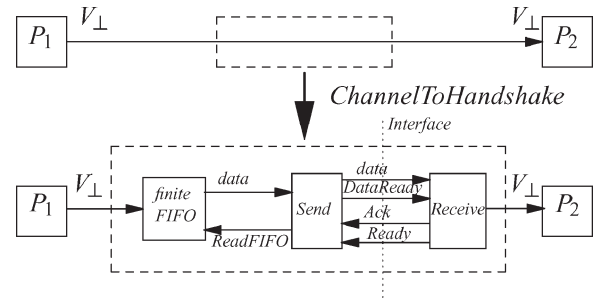 V⊥ V⊥
P1 P2
ChannelToHandshake
Interface
data data
DataReady
V⊥ V⊥
P1 finite FIFO Send Ack Receive P2
ReadFIFO Ready